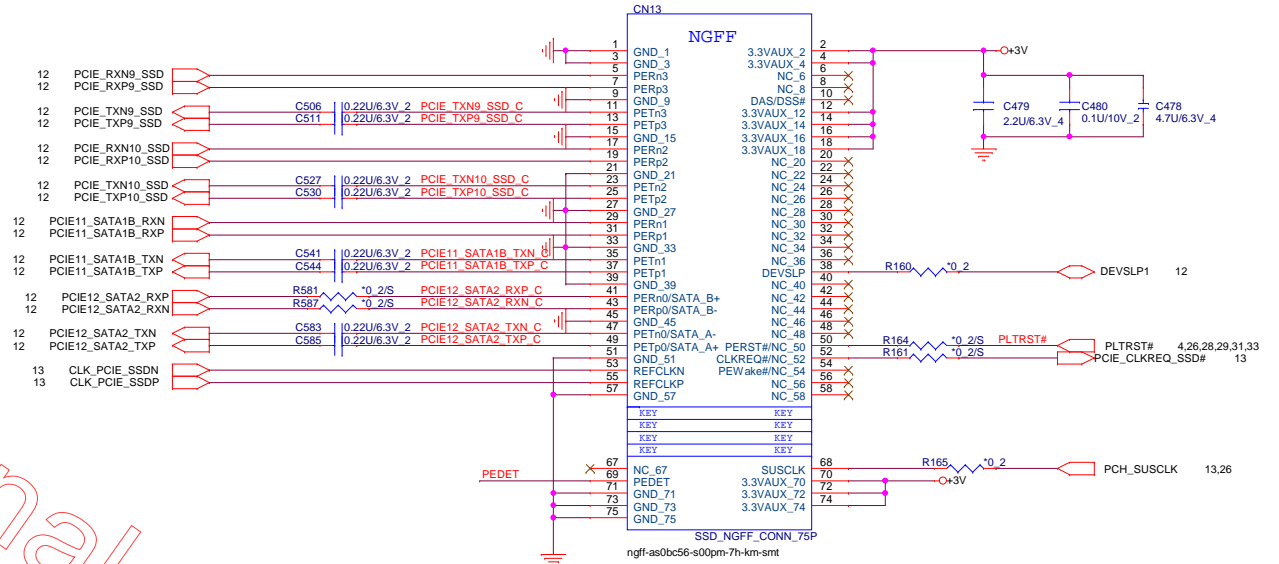 CN13
NGFF
1 GND_1 3.3VAUX_2 2 +3V
3 GND_3 3.3VAUX_4 4
12 PCIE_RXN9_SSD 5 PERn3 NC_6 6
12 PCIE_RXP9_SSD 7 PERp3 NC_8 8
9 GND_9 DAS/DSS# 10
12 PCIE_TXN9_SSD C506 0.22U/6.3V_2 PCIE_TXN9_SSD_C 11 PETn3 3.3VAUX_12 12
12 PCIE_TXP9_SSD C511 0.22U/6.3V_2 PCIE_TXP9_SSD_C 13 PETp3 3.3VAUX_14 14
C479 2.2U/6.3V_4
C480 0.1U/10V_2
C478 4.7U/6.3V_4
15 GND_15 3.3VAUX_16 16
12 PCIE_RXN10_SSD 17 PERn2 3.3VAUX_18 18
12 PCIE_RXP10_SSD 19 PERp2 NC_20 20
21 GND_21 NC_22 22
12 PCIE_TXN10_SSD C527 0.22U/6.3V_2 PCIE_TXN10_SSD_C 23 PETn2 NC_24 24
12 PCIE_TXP10_SSD C530 0.22U/6.3V_2 PCIE_TXP10_SSD_C 25 PETp2 NC_26 26
27 GND_27 NC_28 28
12 PCIE11_SATA1B_RXN 29 PERn1 NC_30 30
12 PCIE11_SATA1B_RXP 31 PERp1 NC_32 32
33 GND_33 NC_34 34
12 PCIE11_SATA1B_TXN C541 0.22U/6.3V_2 PCIE11_SATA1B_TXN_C 35 PETn1 NC_36 36
12 PCIE11_SATA1B_TXP C544 0.22U/6.3V_2 PCIE11_SATA1B_TXP_C 37 PETp1 DEVSLP 38 R160 *0_2 DEVSLP1 12
39 GND_39 NC_40 40
12 PCIE12_SATA2_RXP R581 *0_2/S PCIE12_SATA2_RXP_C 41 PERn0/SATA_B+ NC_42 42
12 PCIE12_SATA2_RXN R587 *0_2/S PCIE12_SATA2_RXN_C 43 PERp0/SATA_B- NC_44 44
45 GND_45 NC_46 46
12 PCIE12_SATA2_TXN C583 0.22U/6.3V_2 PCIE12_SATA2_TXN_C 47 PETn0/SATA_A- NC_48 48
12 PCIE12_SATA2_TXP C585 0.22U/6.3V_2 PCIE12_SATA2_TXP_C 49 PETp0/SATA_A+ PERST#/NC_50 50 R164 *0_2/S PLTRST# PLTRST# 4,26,28,29,31,33
51 GND_51 CLKREQ#/NC_52 52 R161 *0_2/S PCIE_CLKREQ_SSD# 13
13 CLK_PCIE_SSDN 53 REFCLKN PEWake#/NC_54 54
13 CLK_PCIE_SSDP 55 REFCLKP NC_56 56
57 GND_57 NC_58 58
KEY KEY
KEY KEY
KEY KEY
KEY KEY
67 NC_67 SUSCLK 68 R165 *0_2 PCH_SUSCLK 13,26
PEDET 69 PEDET 3.3VAUX_70 70 +3V
71 GND_71 3.3VAUX_72 72
73 GND_73 3.3VAUX_74 74
75 GND_75
SSD_NGFF_CONN_75P
ngff-as0bc56-s00pm-7h-km-smt